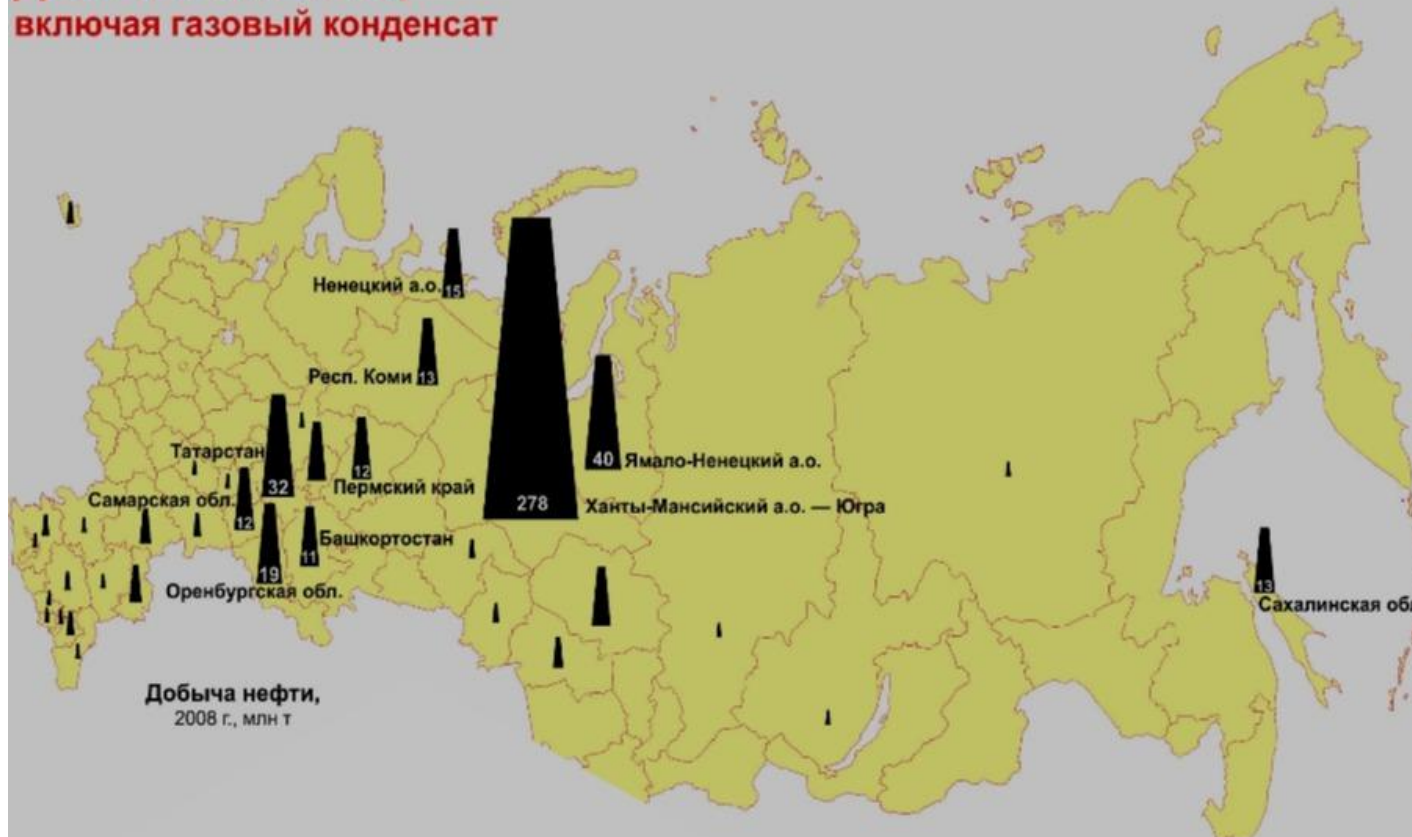 включая газовый конденсат
Ненецкий а.о.
15
Респ. Коми
13
Татарстан
32
12
Пермский край
40
Ямало-Ненецкий а.о.
278
Ханты-Мансийский а.о. — Югра
Самарская обл.
12
Башкортостан
11
19
Оренбургская обл.
13
Сахалинская об
Добыча нефти,
2008 г., млн т